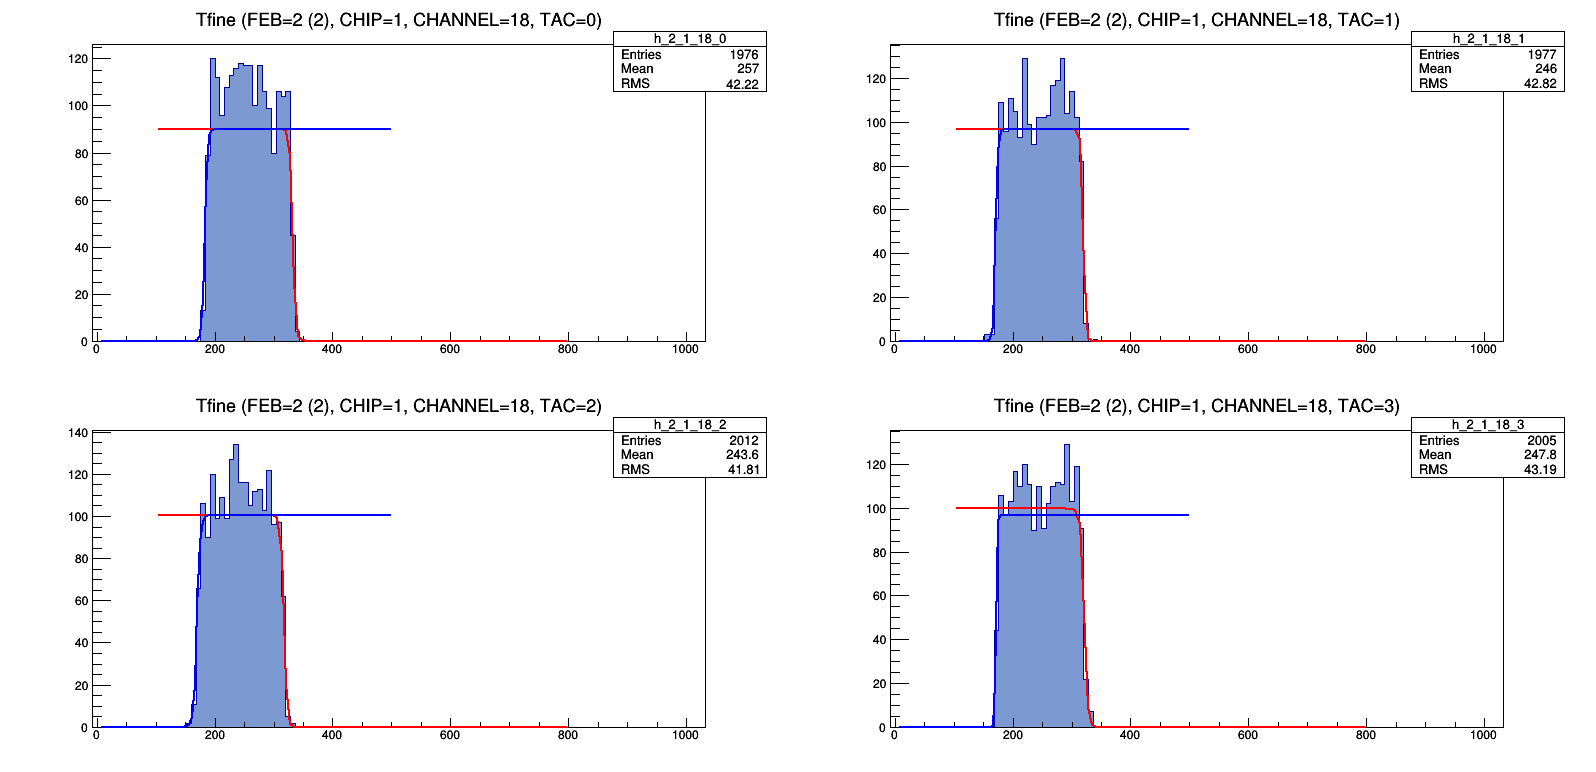 Tfine (FEB=2 (2), CHIP=1, CHANNEL=18, TAC=0)
h_2_1_18_0
Entries 1976
Mean 257
RMS 42.22
120
100
80
60
40
20
0
0 200 400 600 800 1000
Tfine (FEB=2 (2), CHIP=1, CHANNEL=18, TAC=1)
h_2_1_18_1
Entries 1977
Mean 246
RMS 42.82
120
100
80
60
40
20
0
0 200 400 600 800 1000
Tfine (FEB=2 (2), CHIP=1, CHANNEL=18, TAC=2)
h_2_1_18_2
Entries 2012
Mean 243.6
RMS 41.81
140
120
100
80
60
40
20
0
0 200 400 600 800 1000
Tfine (FEB=2 (2), CHIP=1, CHANNEL=18, TAC=3)
h_2_1_18_3
Entries 2005
Mean 247.8
RMS 43.19
120
100
80
60
40
20
0
0 200 400 600 800 1000